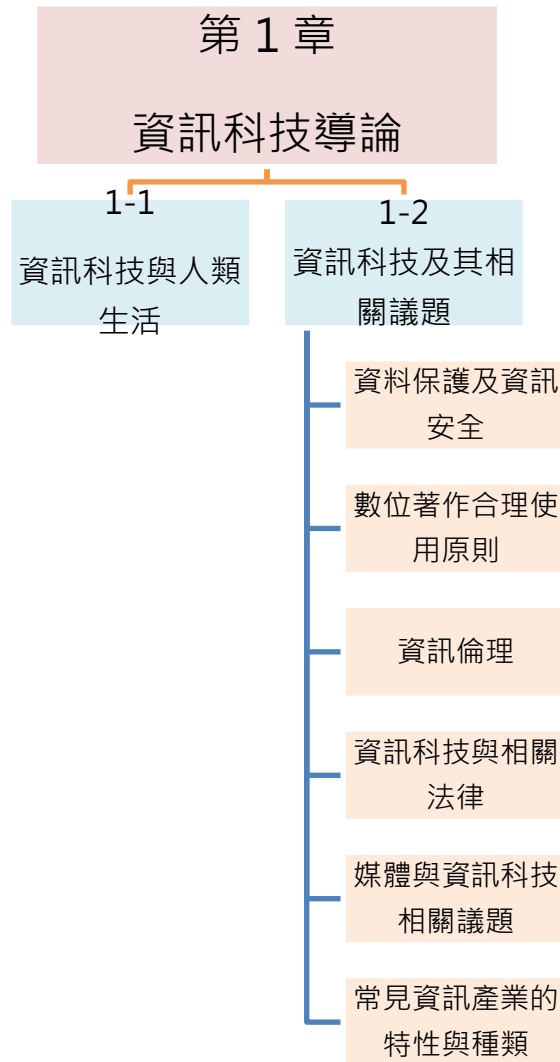 第 1 章
資訊科技導論
1-1
資訊科技與人類
生活
1-2
資訊科技及其相
關議題
資料保護及資訊
安全
數位著作合理使
用原則
資訊倫理
資訊科技與相關
法律
媒體與資訊科技
相關議題
常見資訊產業的
特性與種類